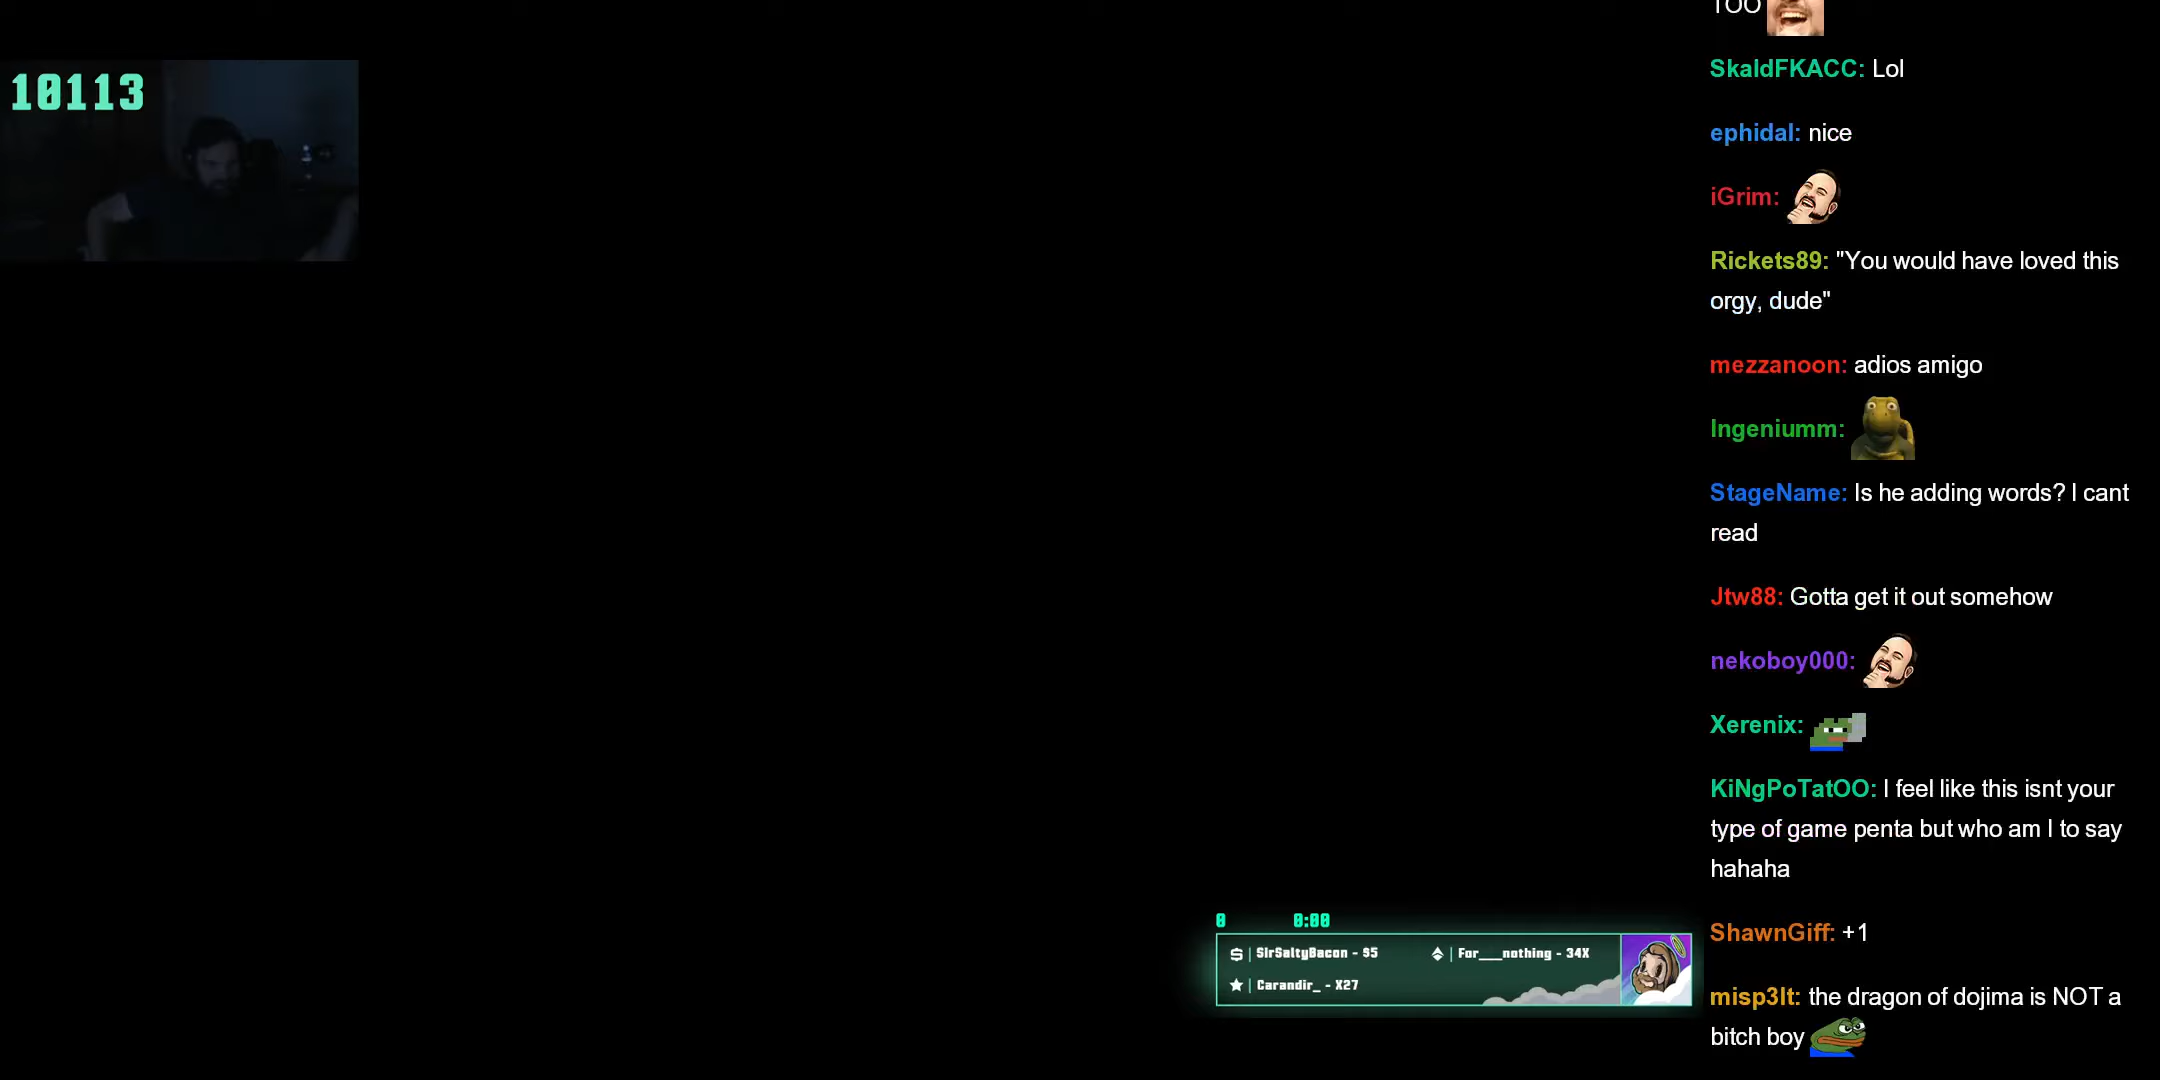 10113
TOO
SkaldFKACC: Lol
ephidal: nice
iGrim:
Rickets89: "You would have loved this
orgy, dude"
mezzanoon: adios amigo
Ingeniumm:
StageName: Is he adding words? I cant
read
Jtw88: Gotta get it out somehow
nekoboy000:
Xerenix:
KiNgPoTatOO: I feel like this isnt your
type of game penta but who am I to say
hahaha
ShawnGiff: +1
misp3lt: the dragon of dojima is NOT a
bitch boy
0 0:00
$ | SirSaltyBacon - $5
For___nothing - 34X
Carandir_ - X27